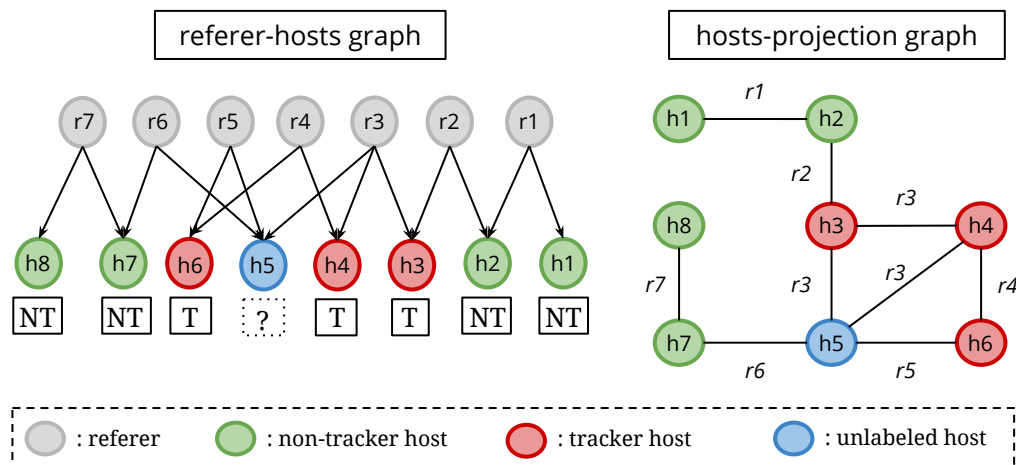 referer-hosts graph
r7 r6 r5 r4 r3 r2 r1
h8 h7 h6 h5 h4 h3 h2 h1
NT NT T ? T T NT NT
hosts-projection graph
r1
h1 h2
r2
r3
h8 h3 h4
r7 r3 r3 r4
h7 h5 h6
r6 r5
: referer : non-tracker host : tracker host : unlabeled host